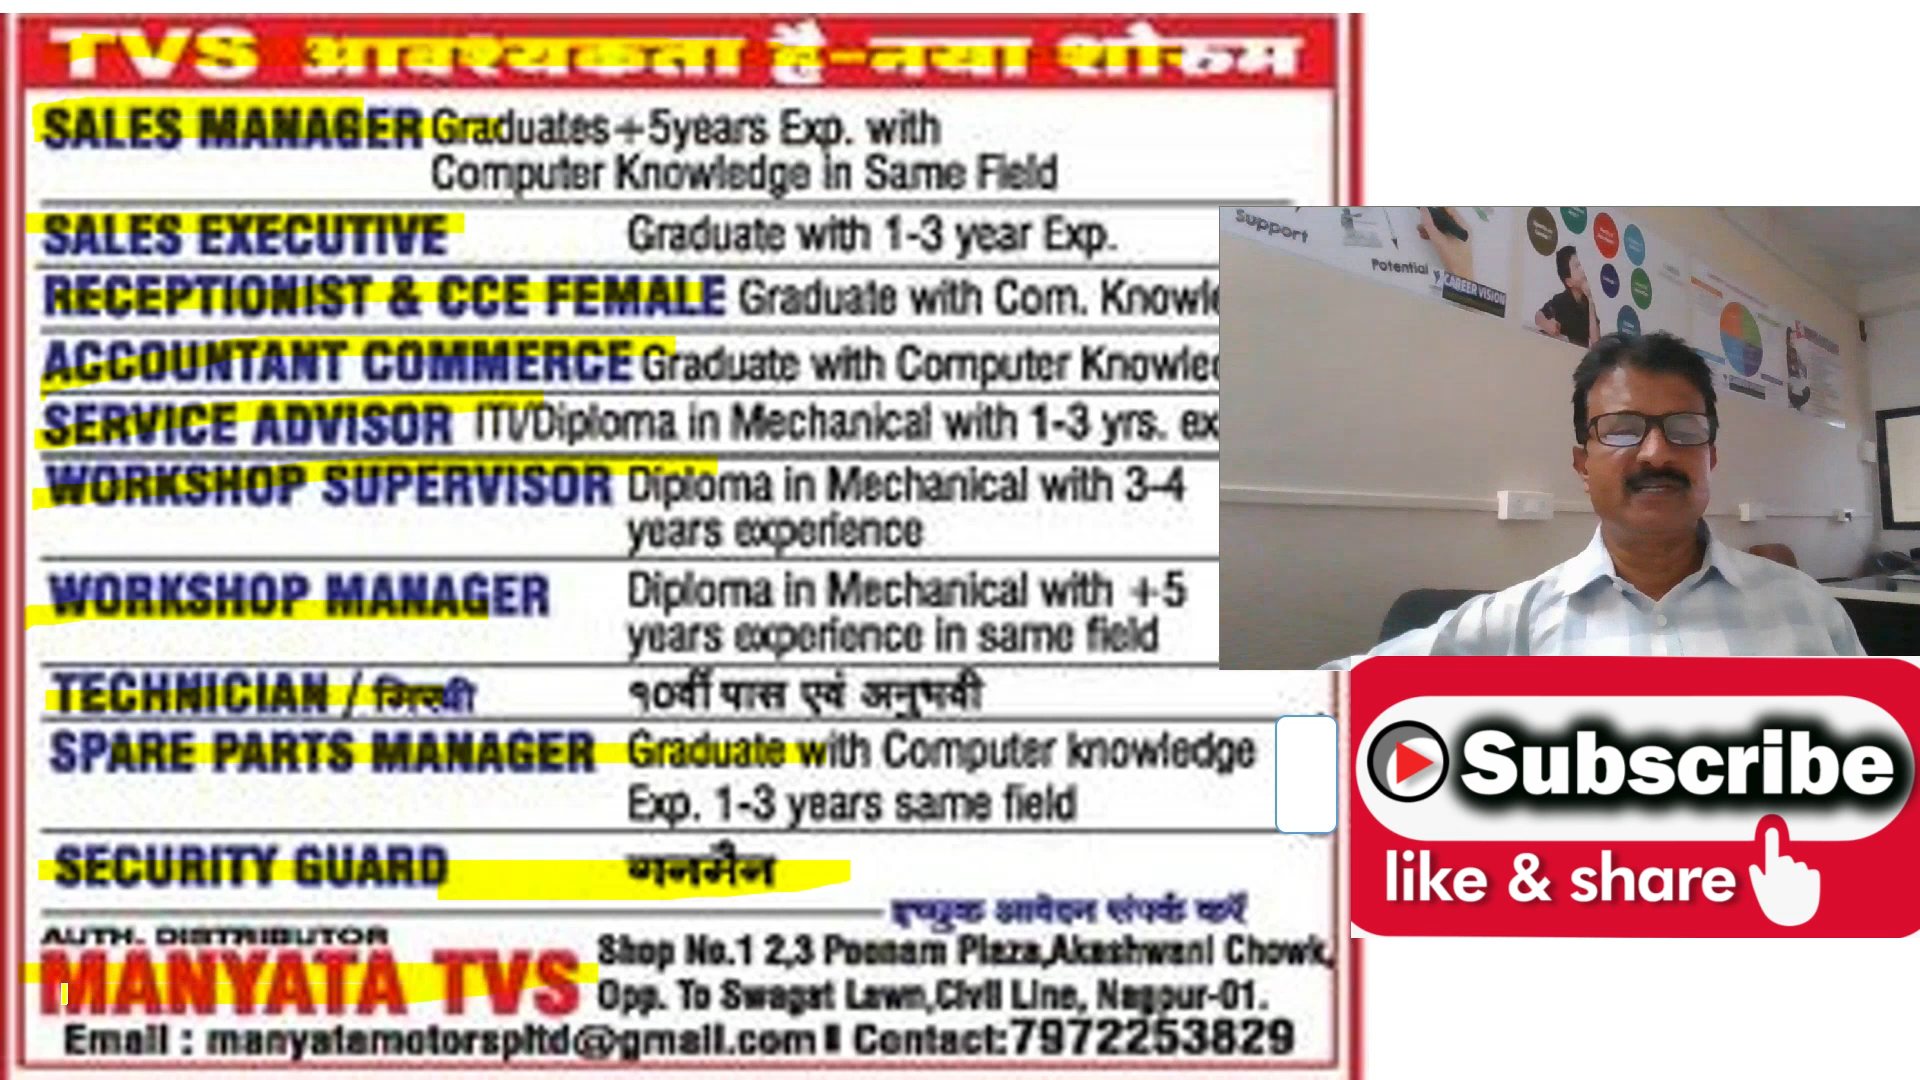 TVS आवश्यकता है-नया शोरुम
SALES MANAGER Graduates+5years Exp. with
Computer Knowledge in Same Field
SALES EXECUTIVE Graduate with 1-3 year Exp.
RECEPTIONIST & CCE FEMALE Graduate with Com. Knowle
ACCOUNTANT COMMERCE Graduate with Computer Knowle
SERVICE ADVISOR ITI/Diploma in Mechanical with 1-3 yrs. ex
WORKSHOP SUPERVISOR Diploma in Mechanical with 3-4
years experience
WORKSHOP MANAGER Diploma in Mechanical with +5
years experience in same field
TECHNICIAN / मिस्त्री १०वीं पास एवं अनुभवी
SPARE PARTS MANAGER Graduate with Computer knowledge
Exp. 1-3 years same field
SECURITY GUARD गनमैन
इच्छुक आवेदन संपर्क करें
AUTH. DISTRIBUTOR
MANYATA TVS
Shop No.1 2,3 Poonam Plaza,Akashwani Chowk,
Opp. To Swagat Lawn,Civil Line, Nagpur-01.
Email : manyatamotorspltd@gmail.com Contact:7972253829
Support
Potential
CAREER VISION
Subscribe
like & share